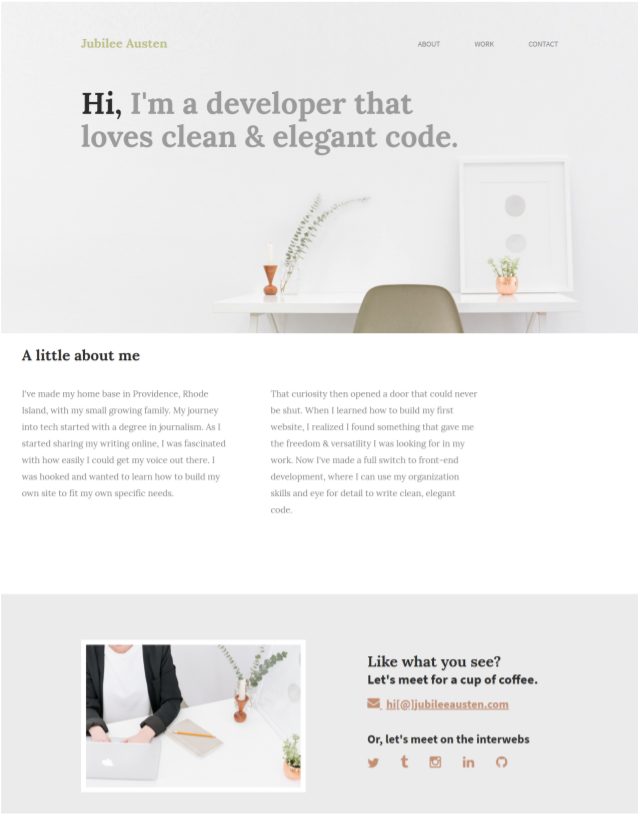 Jubilee Austen
ABOUT WORK CONTACT
Hi, I'm a developer that
loves clean & elegant code.
A little about me
I've made my home base in Providence, Rhode
Island, with my small growing family. My journey
into tech started with a degree in journalism. As I
started sharing my writing online, I was fascinated
with how easily I could get my voice out there. I
was hooked and wanted to learn how to build my
own site to fit my own specific needs.
That curiosity then opened a door that could never
be shut. When I learned how to build my first
website, I realized I found something that gave me
the freedom & versatility I was looking for in my
work. Now I've made a full switch to front-end
development, where I can use my organization
skills and eye for detail to write clean, elegant
code.
Like what you see?
Let's meet for a cup of coffee.
hi[@]jubileeausten.com
Or, let's meet on the interwebs